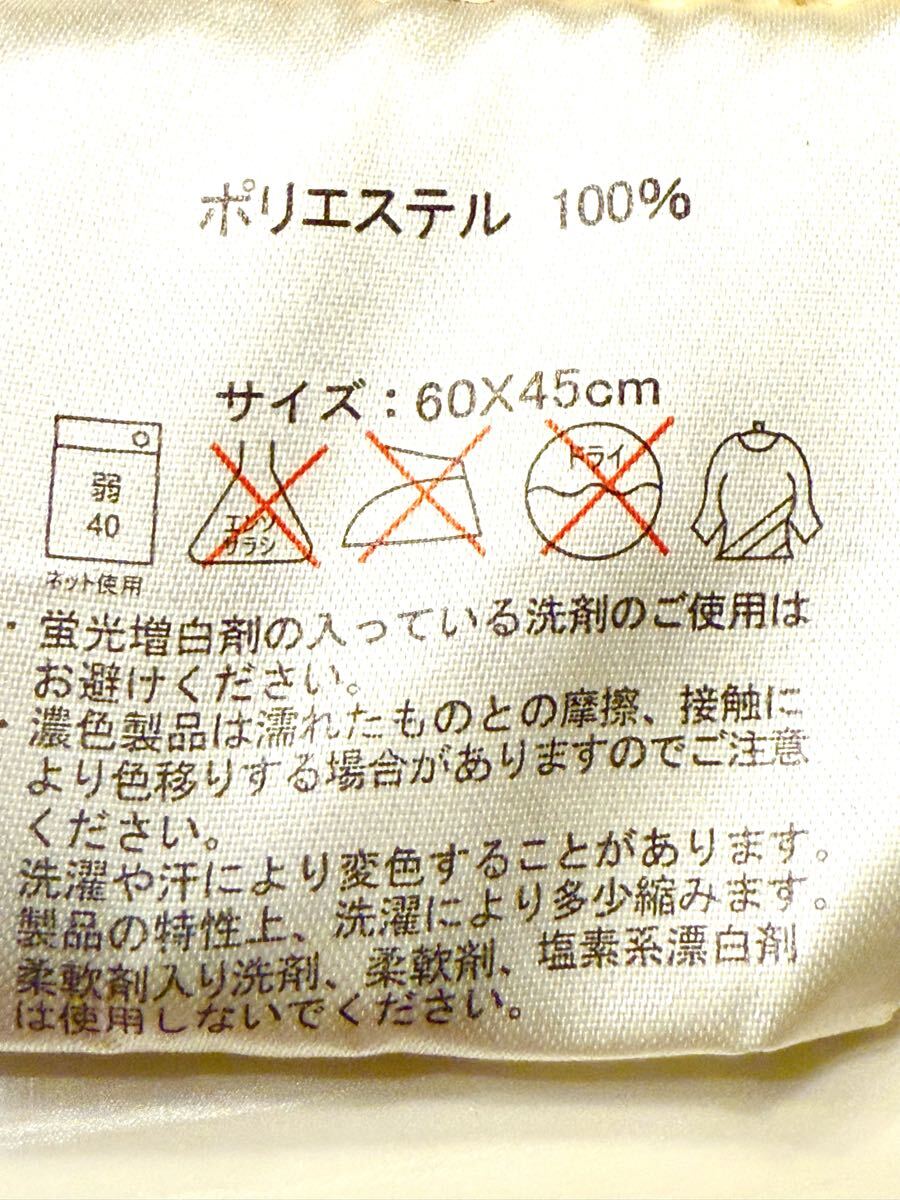 ポリエステル 100%
サイズ:60X45cm
弱
40
ネット使用
エンソ
サラシ
ドライ
・蛍光増白剤の入っている洗剤のご使用は
お避けください。
・濃色製品は濡れたものとの摩擦、接触に
より色移りする場合がありますのでご注意
ください。
洗濯や汗により変色することがあります。
製品の特性上、洗濯により多少縮みます。
柔軟剤入り洗剤、柔軟剤、塩素系漂白剤
は使用しないでください。